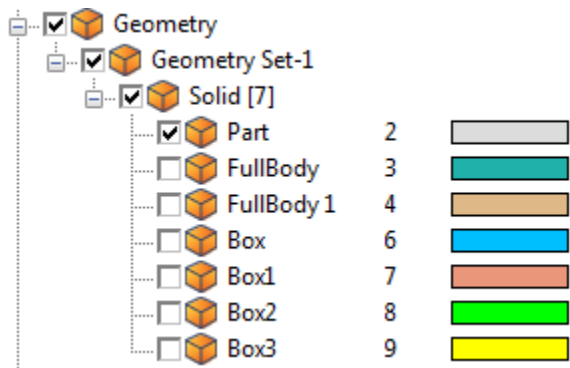 Geometry
Geometry Set-1
Solid [7]
Part 2
FullBody 3
FullBody 1 4
Box 6
Box1 7
Box2 8
Box3 9